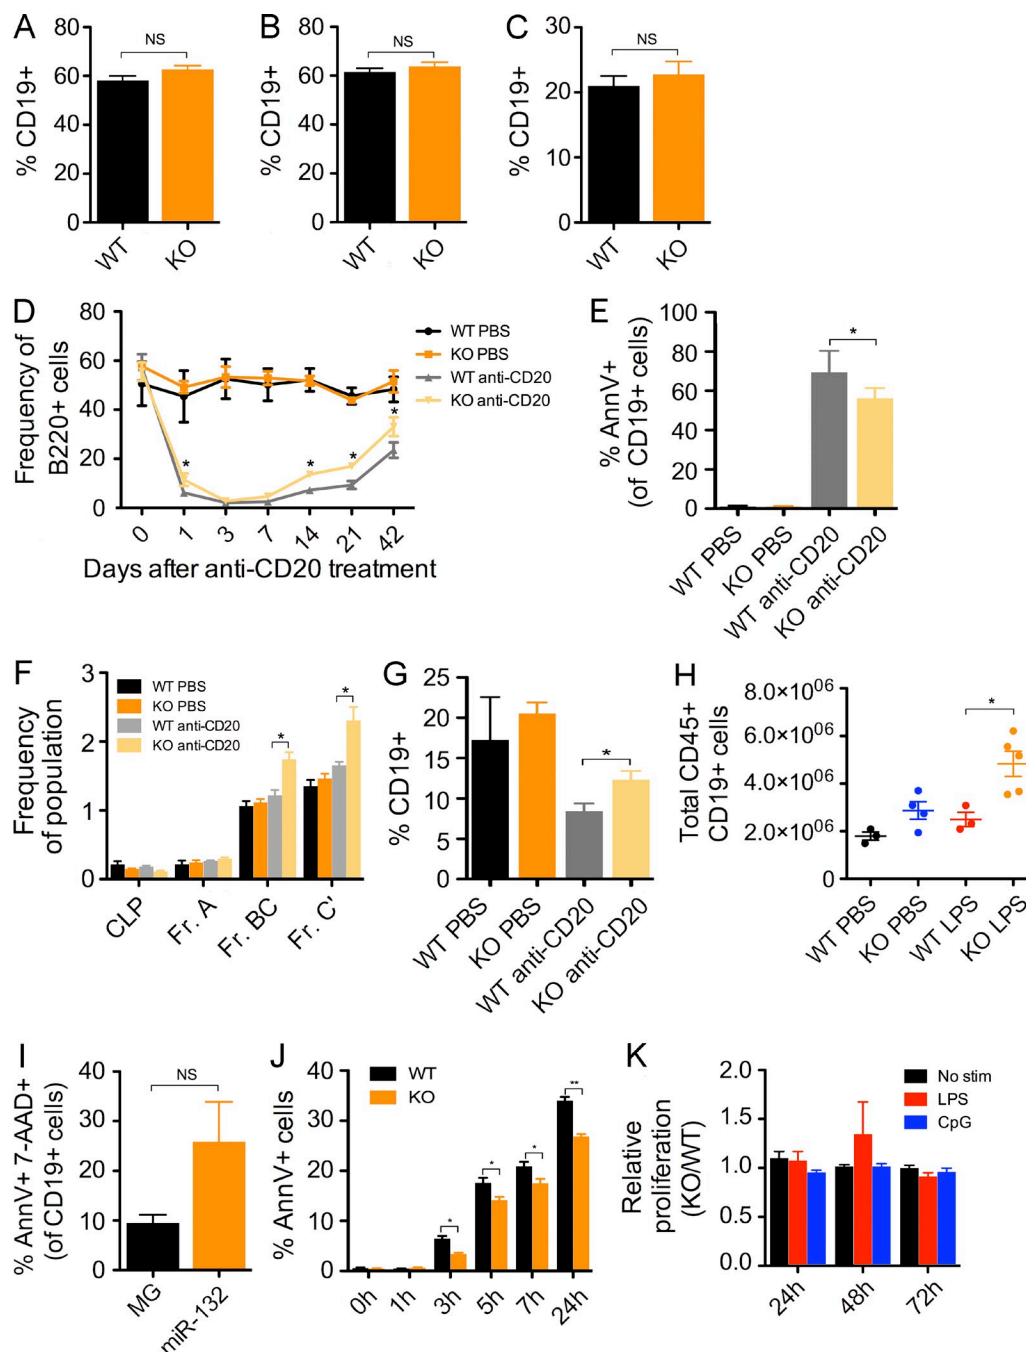 A
% CD19+
80
60
40
20
0
NS
WT
KO
B
% CD19+
80
60
40
20
0
NS
WT
KO
C
% CD19+
30
20
10
0
NS
WT
KO
D
Frequency of
B220+ cells
80
60
40
20
0
*
*
*
*
0
1
3
7
14
21
42
Days after anti-CD20 treatment
WT PBS
KO PBS
WT anti-CD20
KO anti-CD20
E
% AnnV+
(of CD19+ cells)
100
80
60
40
20
0
*
WT PBS
KO PBS
WT anti-CD20
KO anti-CD20
F
Frequency
of population
3
2
1
0
WT PBS
KO PBS
WT anti-CD20
KO anti-CD20
*
*
CLP
Fr. A
Fr. BC
Fr. C'
G
% CD19+
25
20
15
10
5
0
*
WT PBS
KO PBS
WT anti-CD20
KO anti-CD20
H
Total CD45+
CD19+ cells
8.0×10⁰⁶
6.0×10⁰⁶
4.0×10⁰⁶
2.0×10⁰⁶
0
*
WT PBS
KO PBS
WT LPS
KO LPS
I
% AnnV+ 7-AAD+
(of CD19+ cells)
40
30
20
10
0
NS
MG
miR-132
J
% AnnV+ cells
40
30
20
10
0
WT
KO
*
*
*
**
0h
1h
3h
5h
7h
24h
K
Relative
proliferation
(KO/WT)
2.0
1.5
1.0
0.5
0.0
No stim
LPS
CpG
24h
48h
72h